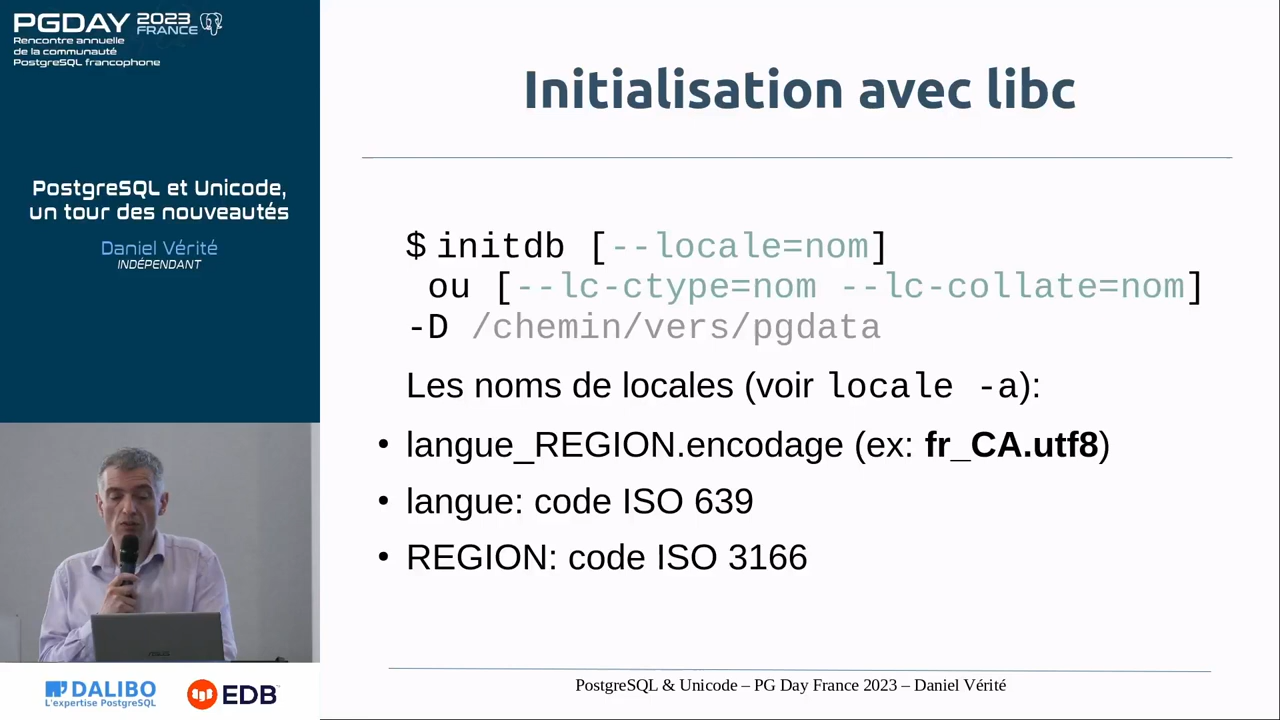 PGDAY 2023 FRANCE
Rencontre annuelle
de la communauté
PostgreSQL francophone
PostgreSQL et Unicode,
un tour des nouveautés
Daniel Vérité
INDÉPENDANT
DALIBO
L'expertise PostgreSQL
EDB
Initialisation avec libc
$ initdb [--locale=nom]
ou [--lc-ctype=nom --lc-collate=nom]
-D /chemin/vers/pgdata
Les noms de locales (voir locale -a):
• langue_REGION.encodage (ex: fr_CA.utf8)
• langue: code ISO 639
• REGION: code ISO 3166
PostgreSQL & Unicode – PG Day France 2023 – Daniel Vérité